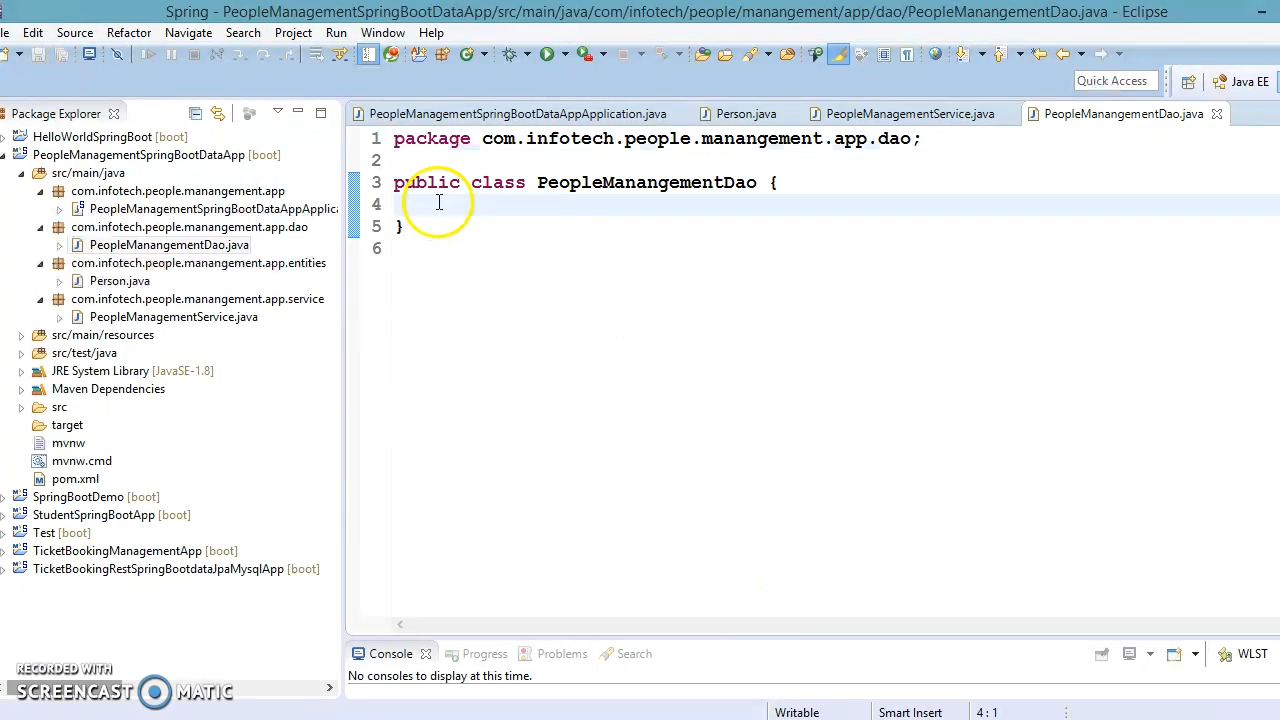 Spring - PeopleManagementSpringBootDataApp/src/main/java/com/infotech/people/manangement/app/dao/PeopleManangementDao.java - Eclipse
le Edit Source Refactor Navigate Search Project Run Window Help
Quick Access
Java EE
Package Explorer
HelloWorldSpringBoot [boot]
PeopleManagementSpringBootDataApp [boot]
src/main/java
com.infotech.people.manangement.app
PeopleManagementSpringBootDataAppApplica
com.infotech.people.manangement.app.dao
PeopleManangementDao.java
com.infotech.people.manangement.app.entities
Person.java
com.infotech.people.manangement.app.service
PeopleManagementService.java
src/main/resources
src/test/java
JRE System Library [JavaSE-1.8]
Maven Dependencies
src
target
mvnw
mvnw.cmd
pom.xml
SpringBootDemo [boot]
StudentSpringBootApp [boot]
Test [boot]
TicketBookingManagementApp [boot]
TicketBookingRestSpringBootdataJpaMysqlApp [boot]
PeopleManagementSpringBootDataAppApplication.java Person.java PeopleManagementService.java PeopleManangementDao.java
1 package com.infotech.people.manangement.app.dao;
2
3 public class PeopleManangementDao {
4
5 }
6
Console Progress Problems Search
WLST
No consoles to display at this time.
RECORDED WITH
SCREENCAST MATIC
Writable Smart Insert 4 : 1